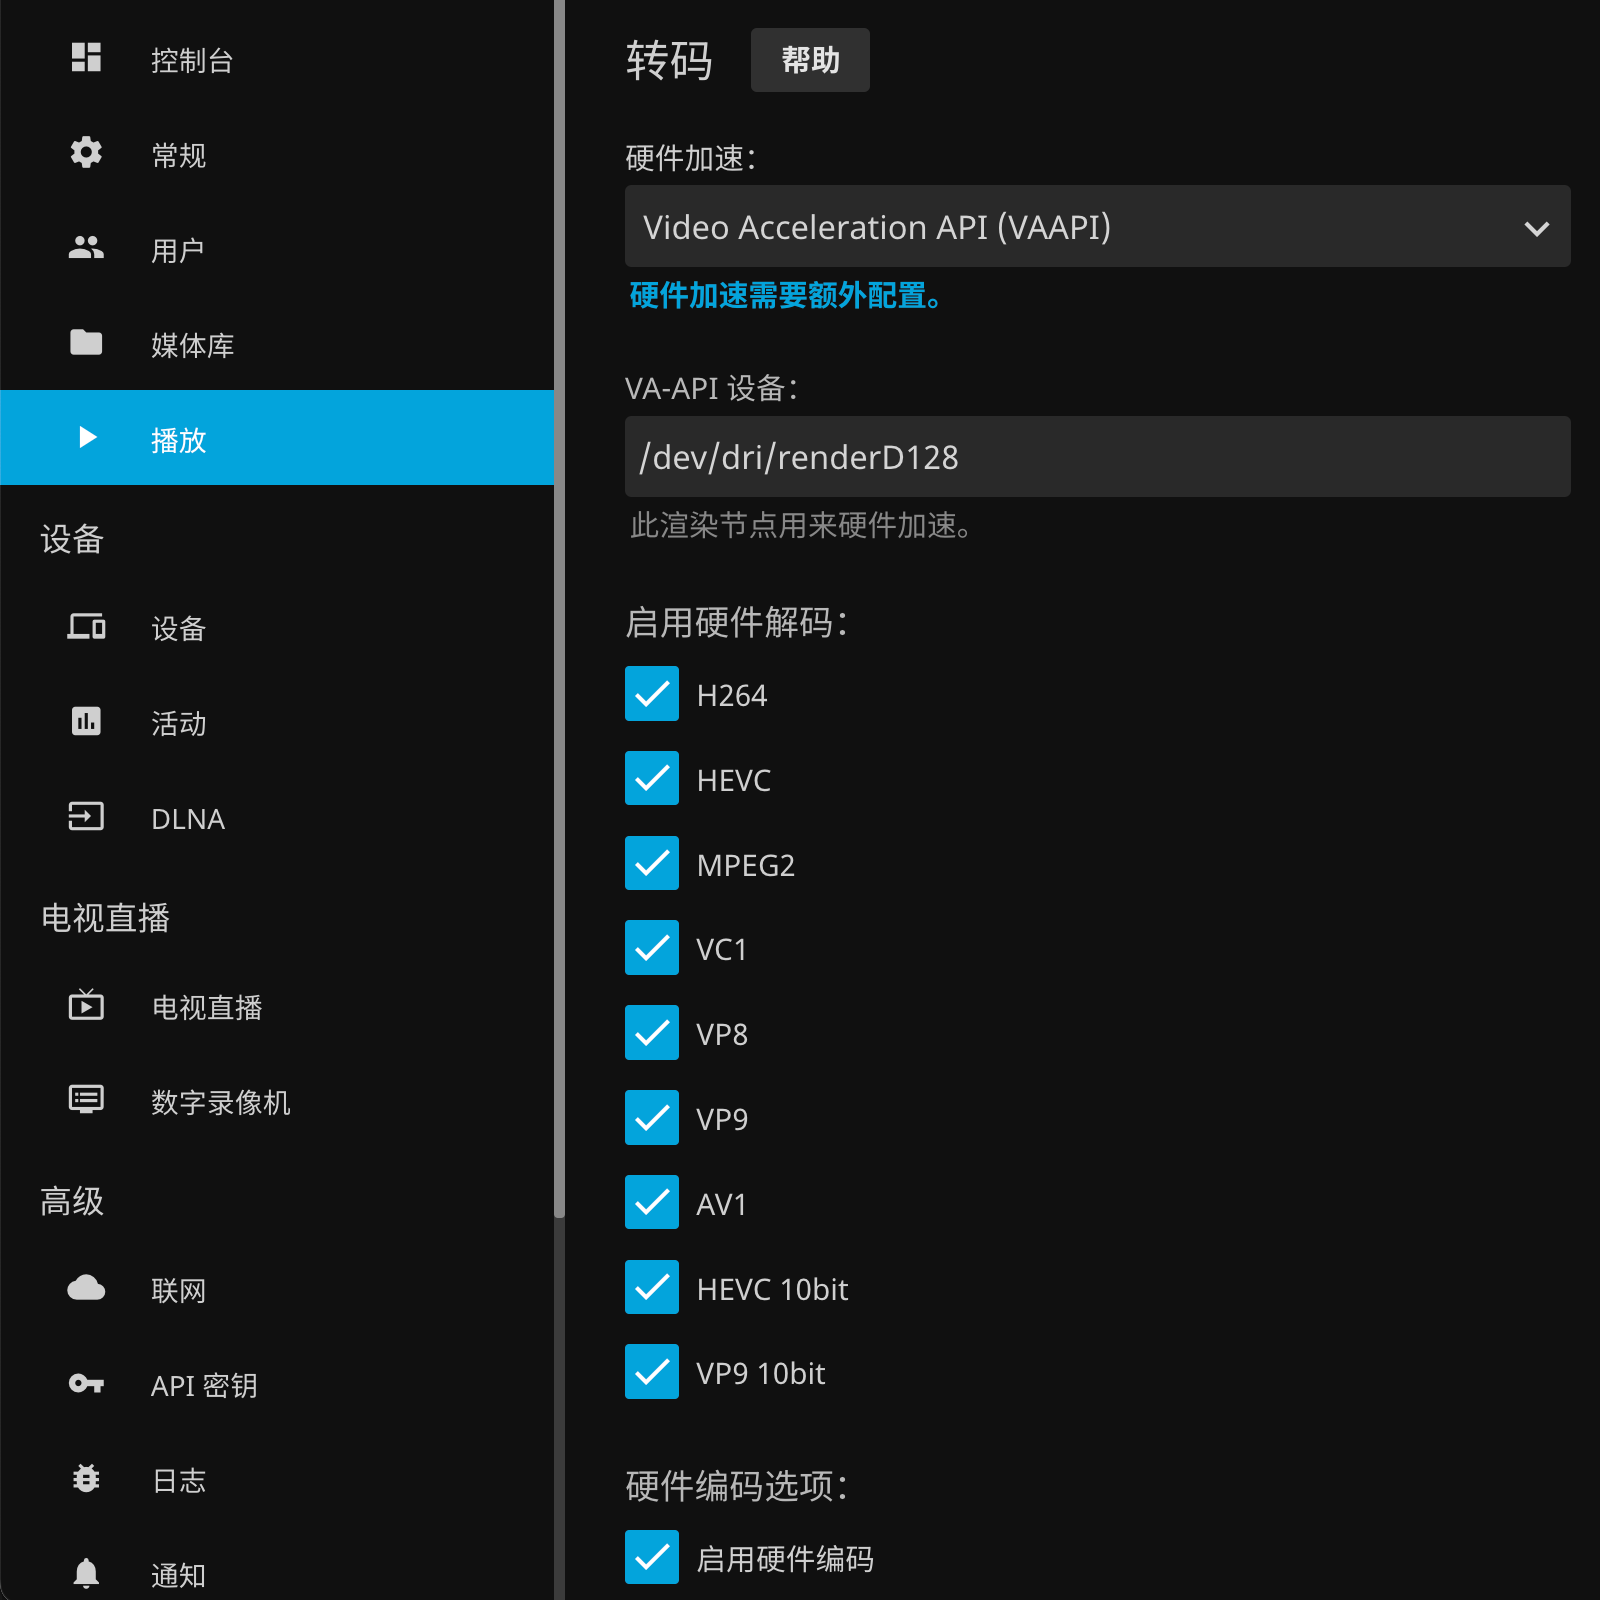 控制台
常规
用户
媒体库
播放
设备
设备
活动
DLNA
电视直播
电视直播
数字录像机
高级
联网
API 密钥
日志
通知
转码
帮助
硬件加速：
Video Acceleration API (VAAPI)
硬件加速需要额外配置。
VA-API 设备：
/dev/dri/renderD128
此渲染节点用来硬件加速。
启用硬件解码：
H264
HEVC
MPEG2
VC1
VP8
VP9
AV1
HEVC 10bit
VP9 10bit
硬件编码选项：
启用硬件编码